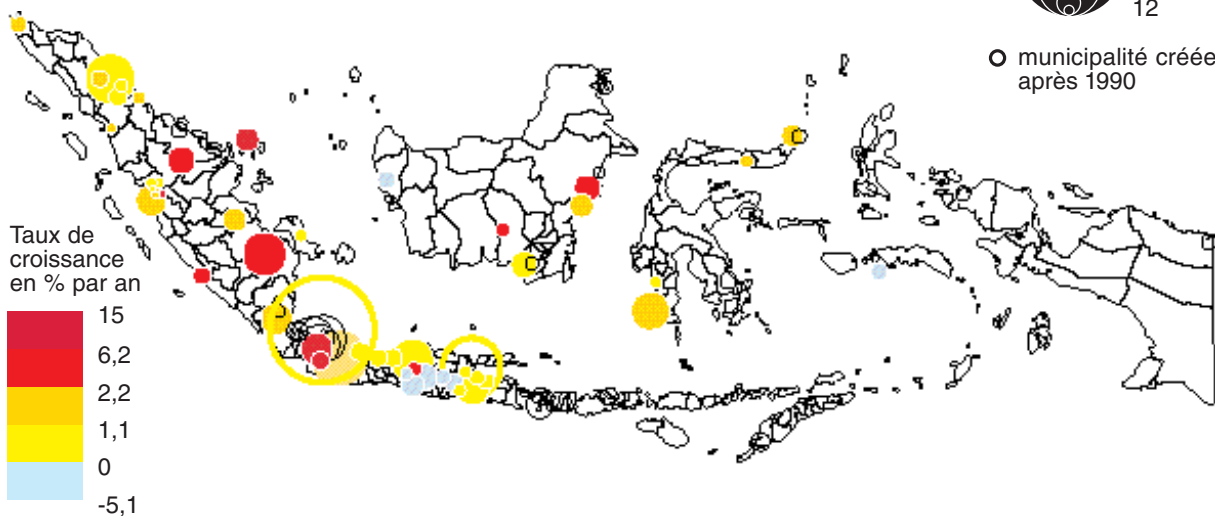 12
municipalité créée
après 1990
Taux de
croissance
en % par an
15
6,2
2,2
1,1
0
-5,1